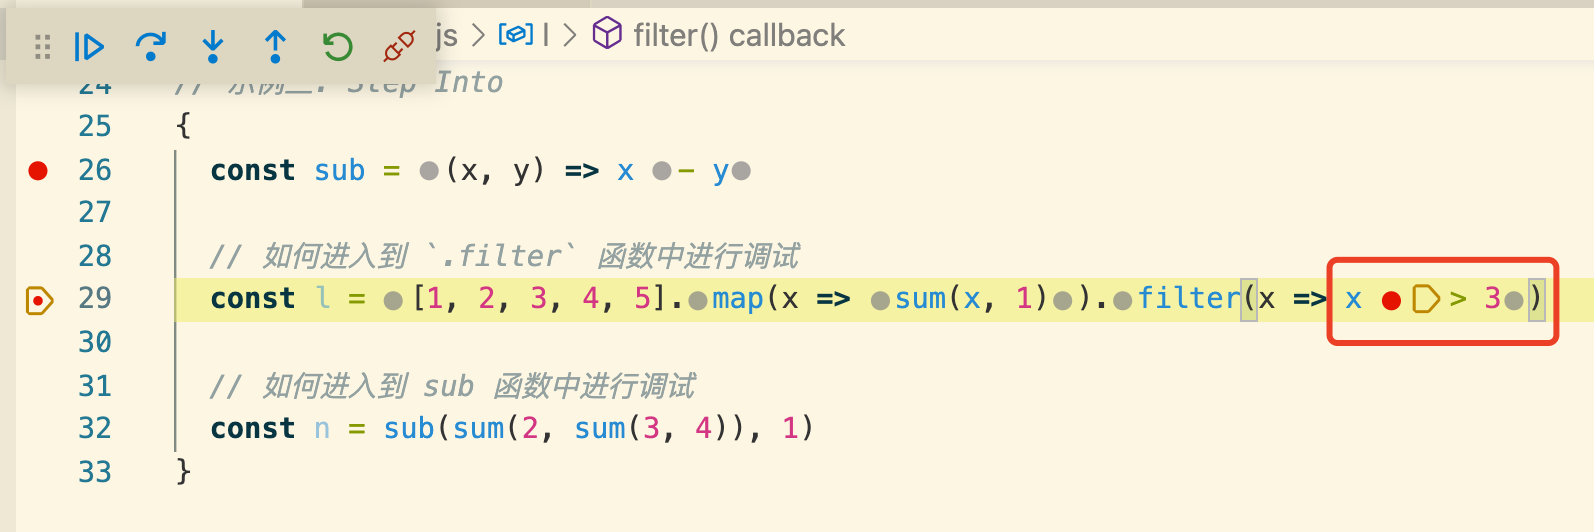 js > l > filter() callback
24 // 示例二: Step Into
25 {
26 const sub = (x, y) => x - y
27
28 // 如何进入到 `.filter` 函数中进行调试
29 const l = [1, 2, 3, 4, 5].map(x => sum(x, 1)).filter(x => x > 3)
30
31 // 如何进入到 sub 函数中进行调试
32 const n = sub(sum(2, sum(3, 4)), 1)
33 }